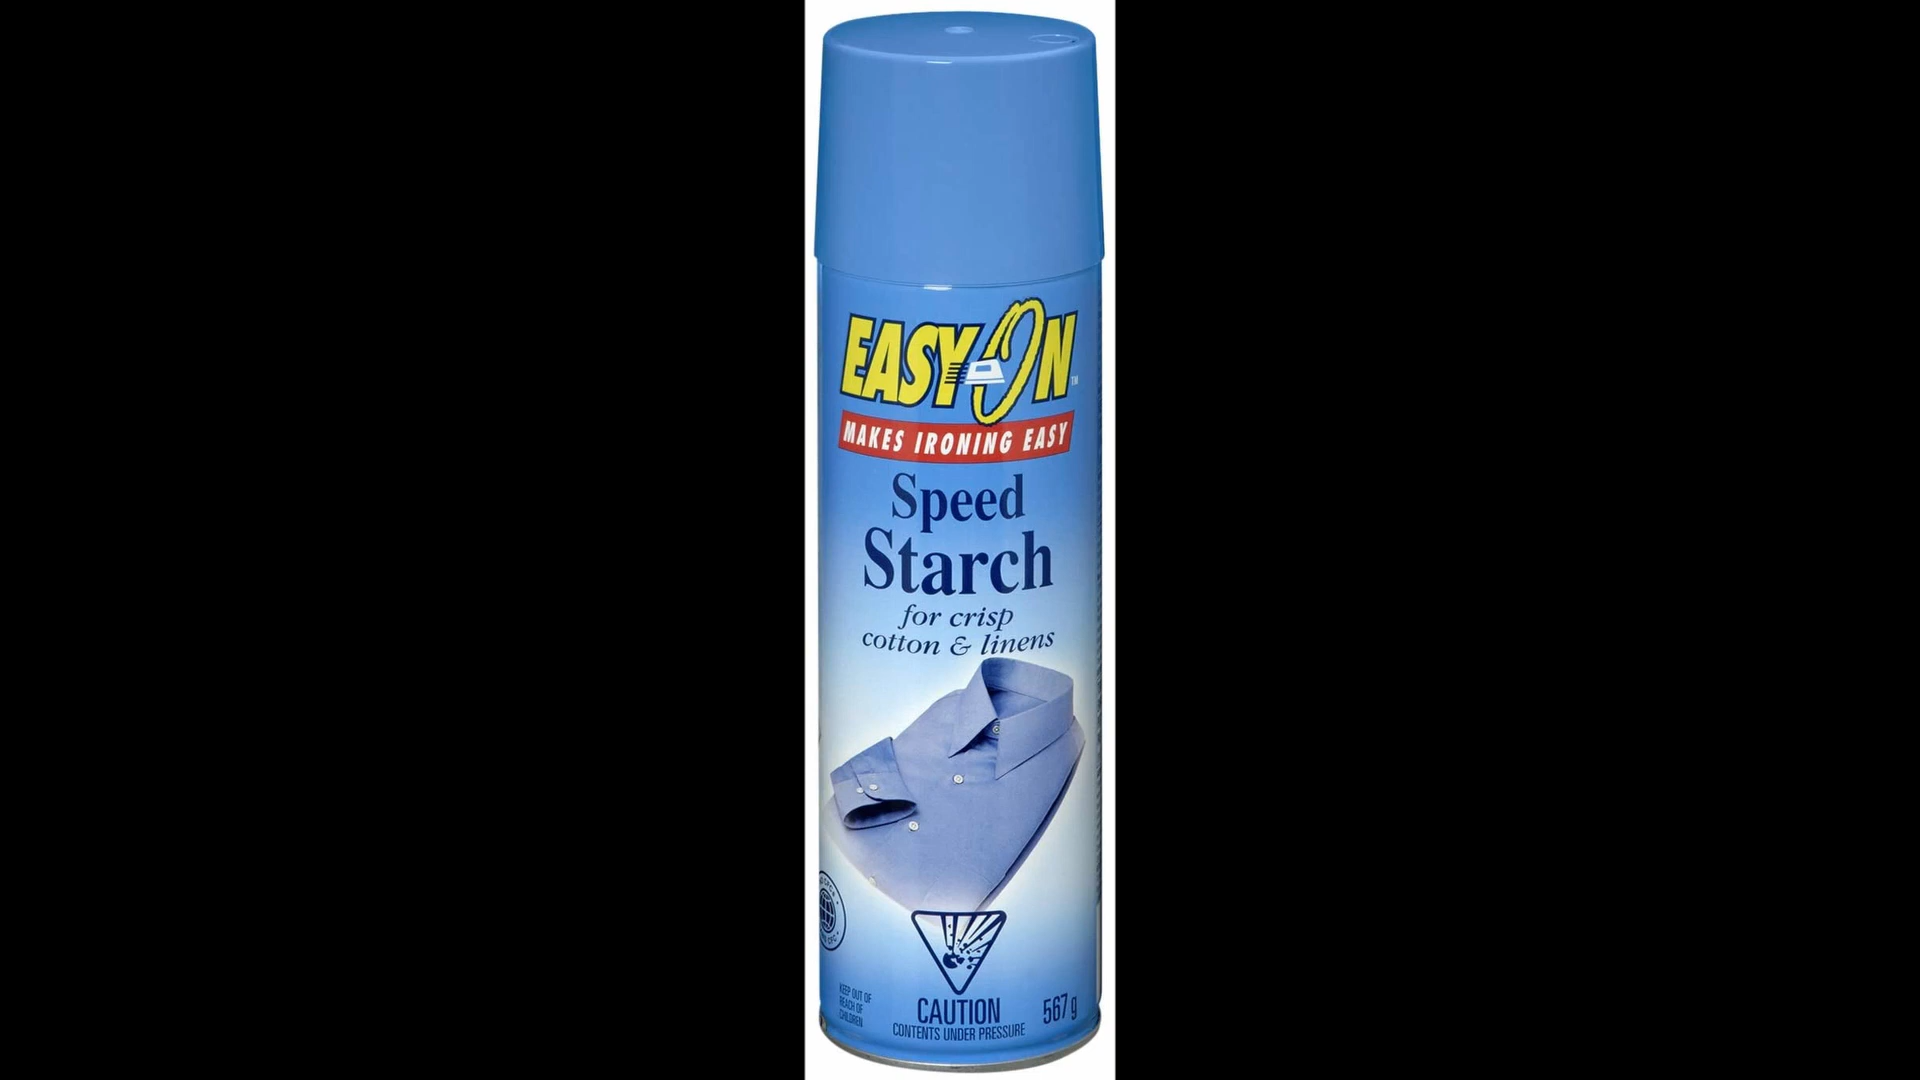 EASY-ON™
MAKES IRONING EASY
Speed
Starch
for crisp
cotton & linens
KEEP OUT OF
REACH OF
CHILDREN
CAUTION
CONTENTS UNDER PRESSURE
567 g